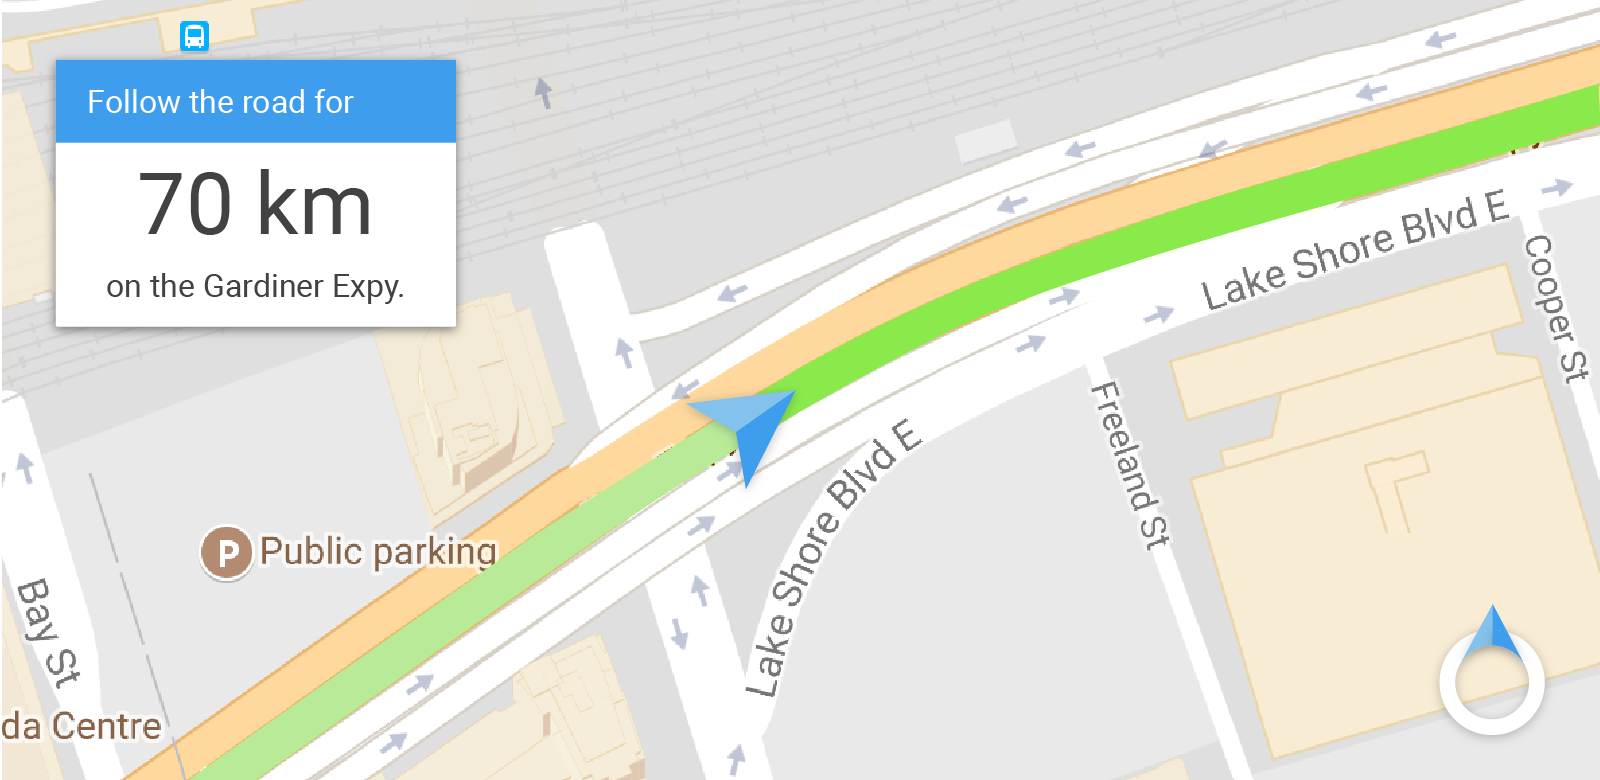 Follow the road for
70 km
on the Gardiner Expy.
Lake Shore Blvd E
Cooper St
Freeland St
Lake Shore Blvd E
P Public parking
Bay St
da Centre